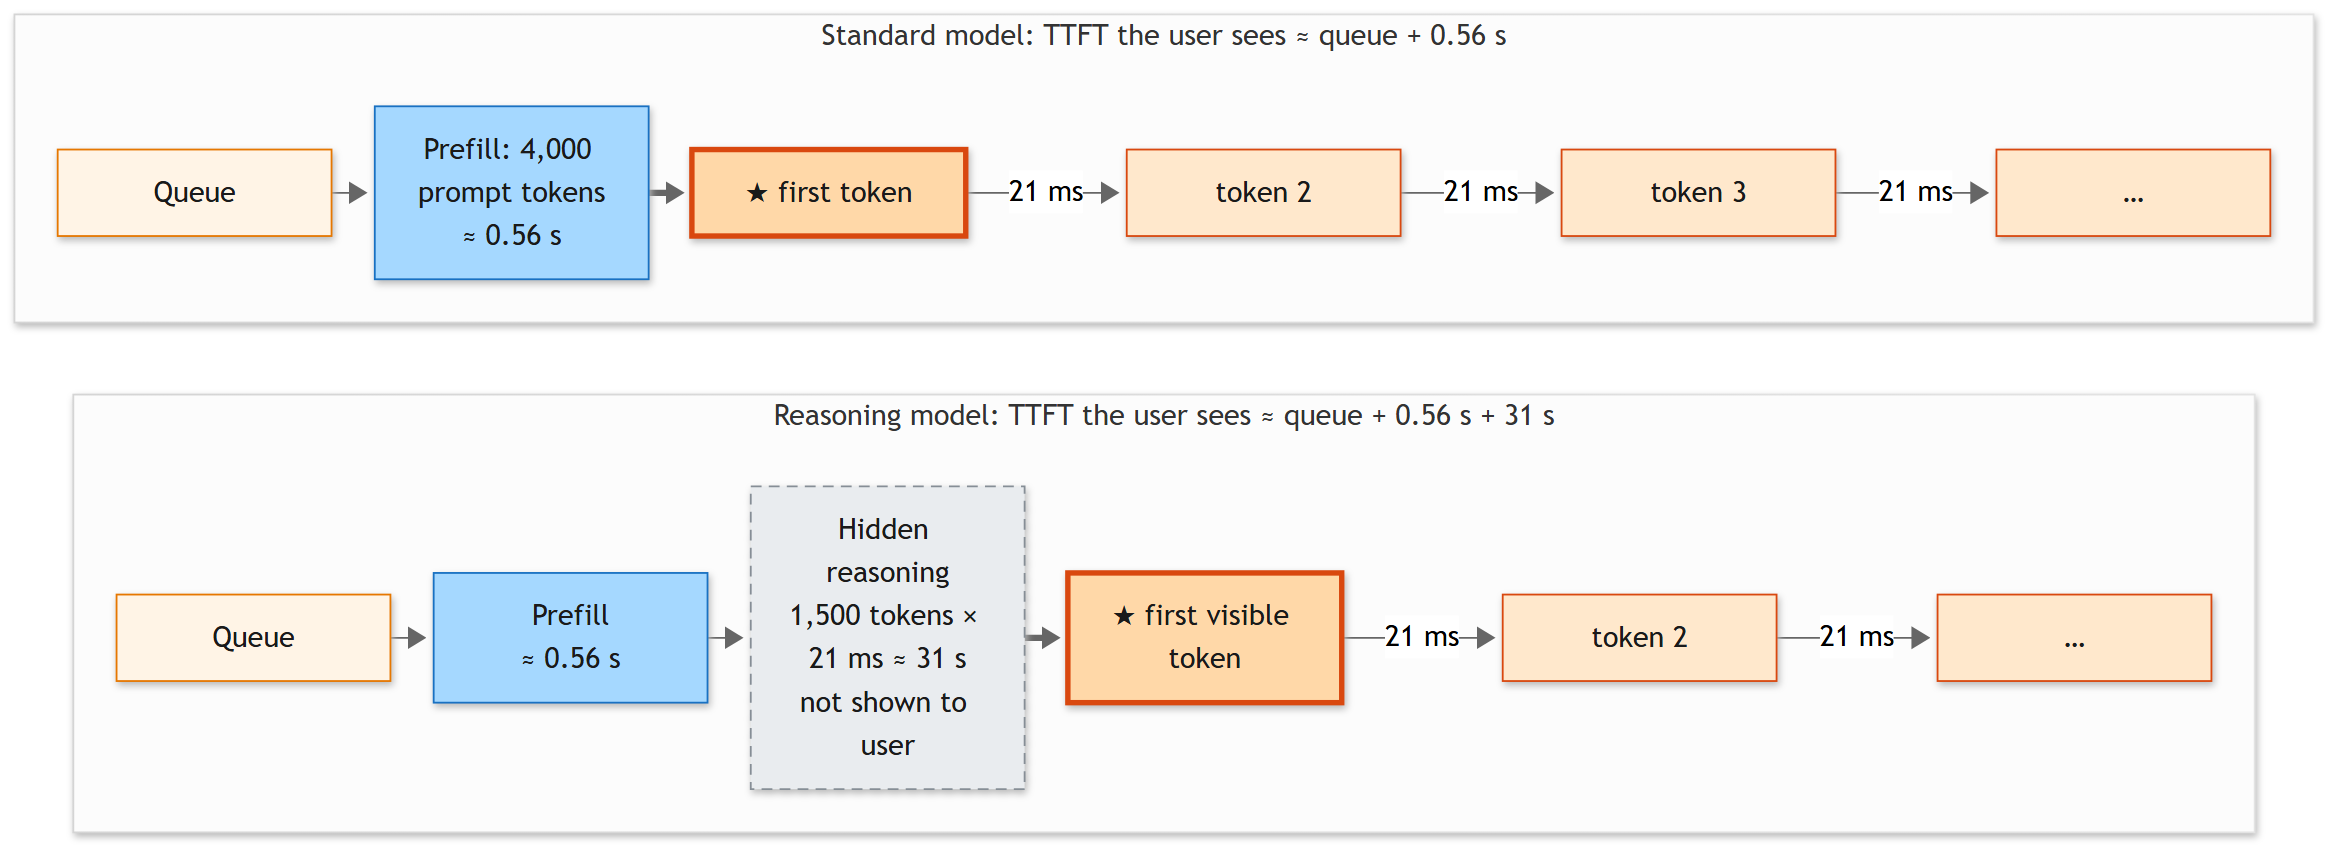 Standard model: TTFT the user sees ≈ queue + 0.56 s
Queue
Prefill: 4,000
prompt tokens
≈ 0.56 s
★ first token
21 ms
token 2
21 ms
token 3
21 ms
...
Reasoning model: TTFT the user sees ≈ queue + 0.56 s + 31 s
Queue
Prefill
≈ 0.56 s
Hidden
reasoning
1,500 tokens ×
21 ms ≈ 31 s
not shown to
user
★ first visible
token
21 ms
token 2
21 ms
...